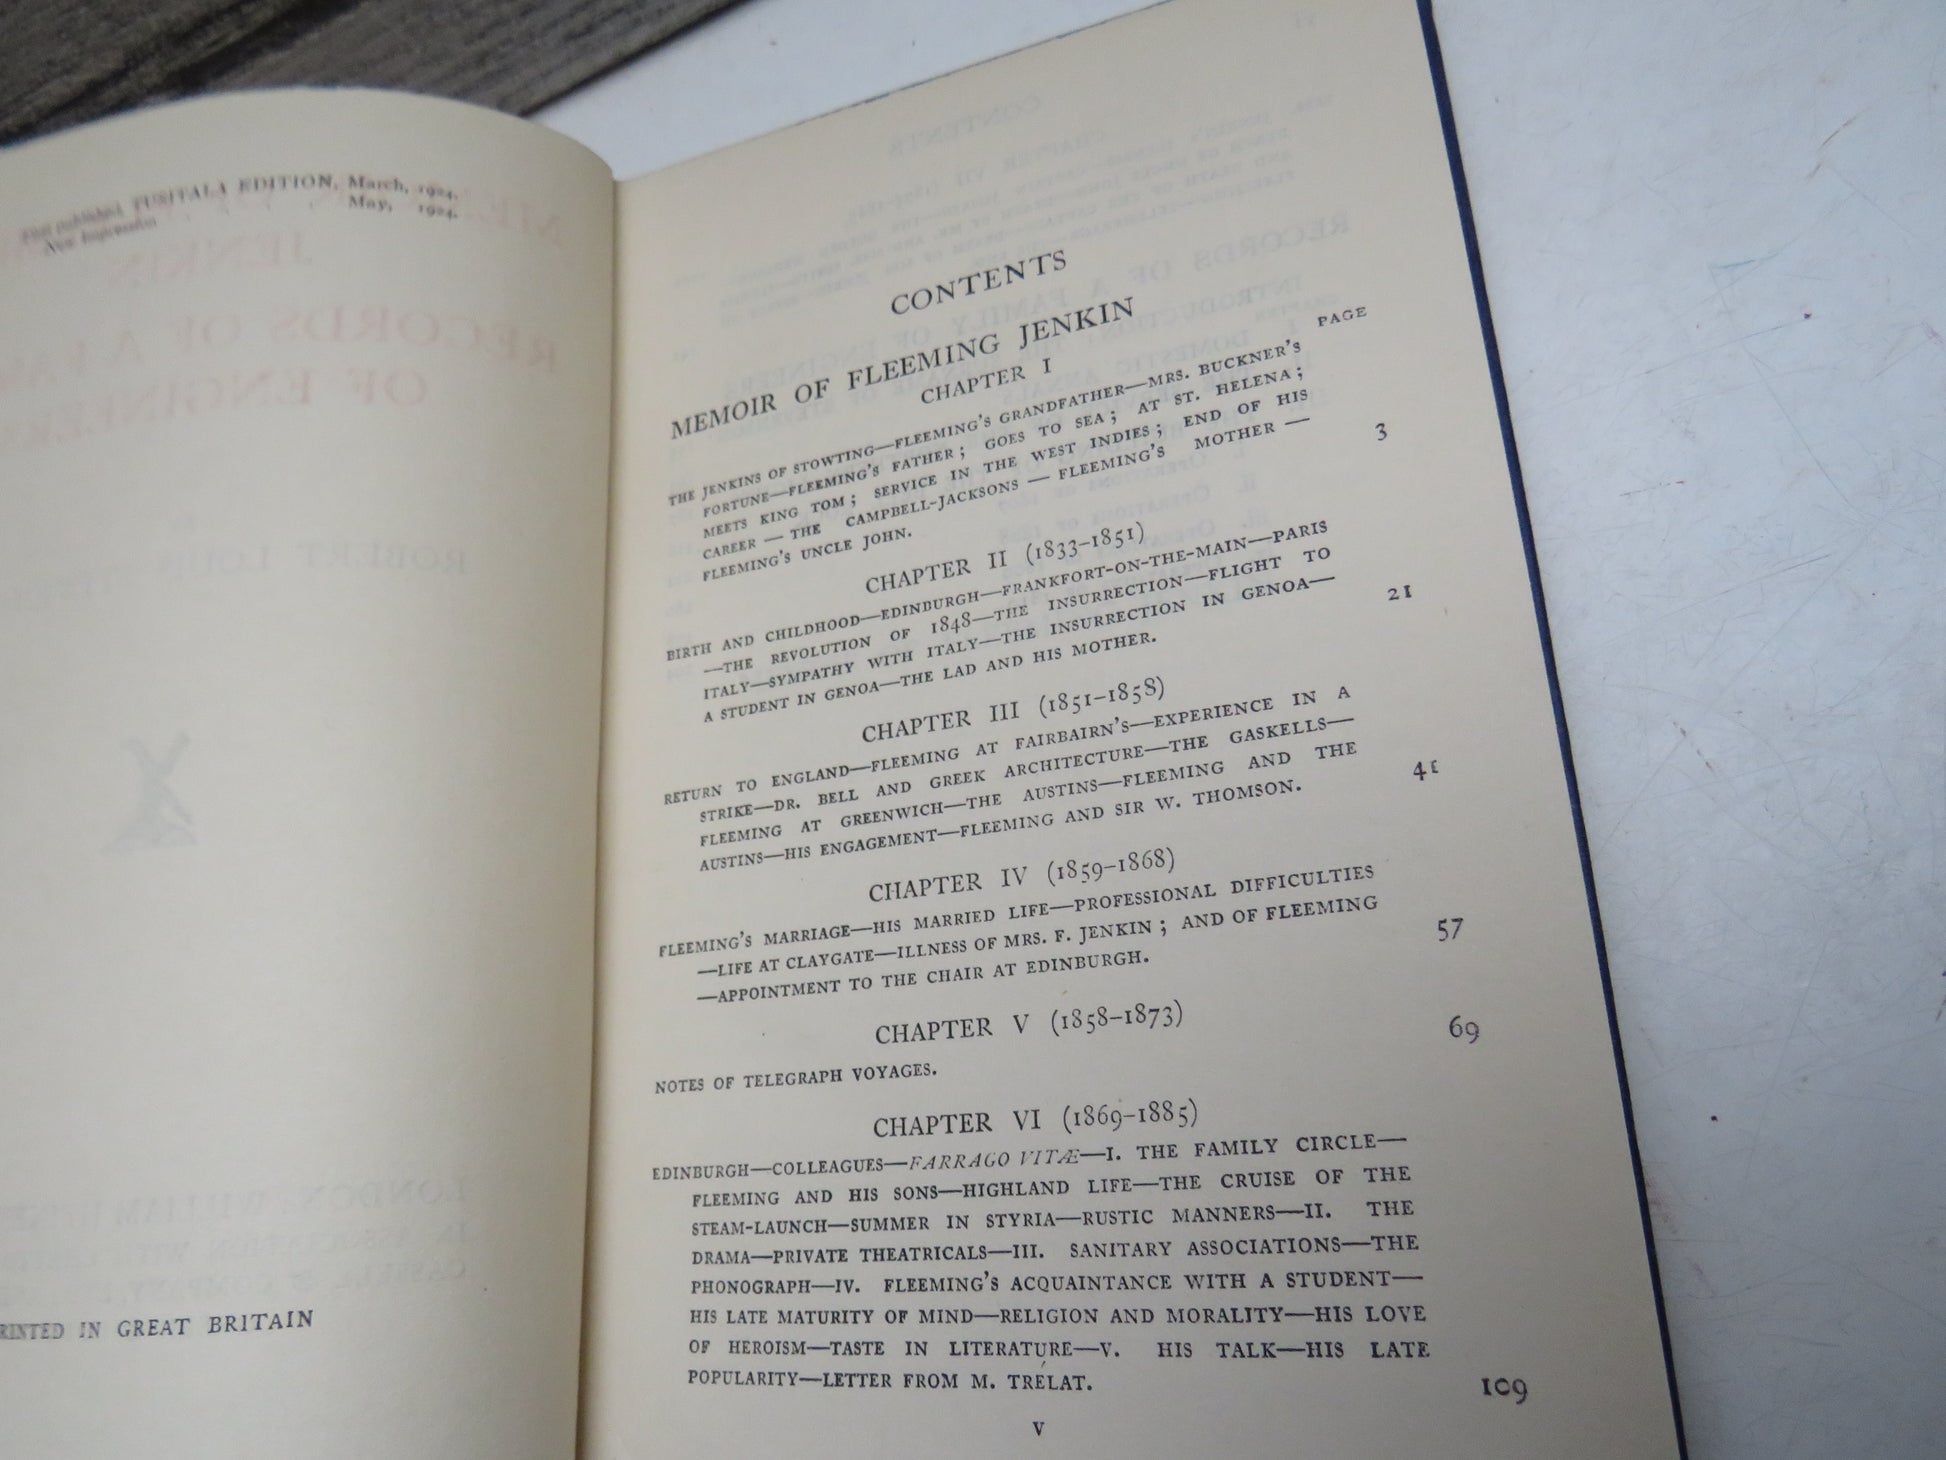 First published, TUSITALA EDITION, March, 1924.
New Impression May, 1924.
PRINTED IN GREAT BRITAIN
CONTENTS
MEMOIR OF FLEEMING JENKIN
CHAPTER I
PAGE
THE JENKINS OF STOWTING—FLEEMING'S GRANDFATHER—MRS. BUCKNER'S
FORTUNE—FLEEMING'S FATHER; GOES TO SEA; AT ST. HELENA;
MEETS KING TOM; SERVICE IN THE WEST INDIES; END OF HIS
CAREER — THE CAMPBELL-JACKSONS — FLEEMING'S MOTHER —
FLEEMING'S UNCLE JOHN. 3
CHAPTER II (1833–1851)
BIRTH AND CHILDHOOD—EDINBURGH—FRANKFORT-ON-THE-MAIN—PARIS
—THE REVOLUTION OF 1848—THE INSURRECTION—FLIGHT TO
ITALY—SYMPATHY WITH ITALY—THE INSURRECTION IN GENOA—
A STUDENT IN GENOA—THE LAD AND HIS MOTHER. 21
CHAPTER III (1851–1858)
RETURN TO ENGLAND—FLEEMING AT FAIRBAIRN'S—EXPERIENCE IN A
STRIKE—DR. BELL AND GREEK ARCHITECTURE—THE GASKELLS—
FLEEMING AT GREENWICH—THE AUSTINS—FLEEMING AND THE
AUSTINS—HIS ENGAGEMENT—FLEEMING AND SIR W. THOMSON. 41
CHAPTER IV (1859–1868)
FLEEMING'S MARRIAGE—HIS MARRIED LIFE—PROFESSIONAL DIFFICULTIES
—LIFE AT CLAYGATE—ILLNESS OF MRS. F. JENKIN; AND OF FLEEMING
—APPOINTMENT TO THE CHAIR AT EDINBURGH. 57
CHAPTER V (1858–1873)
NOTES OF TELEGRAPH VOYAGES. 69
CHAPTER VI (1869–1885)
EDINBURGH—COLLEAGUES—FARRAGO VITÆ—I. THE FAMILY CIRCLE—
FLEEMING AND HIS SONS—HIGHLAND LIFE—THE CRUISE OF THE
STEAM-LAUNCH—SUMMER IN STYRIA—RUSTIC MANNERS—II. THE
DRAMA—PRIVATE THEATRICALS—III. SANITARY ASSOCIATIONS—THE
PHONOGRAPH—IV. FLEEMING'S ACQUAINTANCE WITH A STUDENT—
HIS LATE MATURITY OF MIND—RELIGION AND MORALITY—HIS LOVE
OF HEROISM—TASTE IN LITERATURE—V. HIS TALK—HIS LATE
POPULARITY—LETTER FROM M. TRÉLAT. 109
v